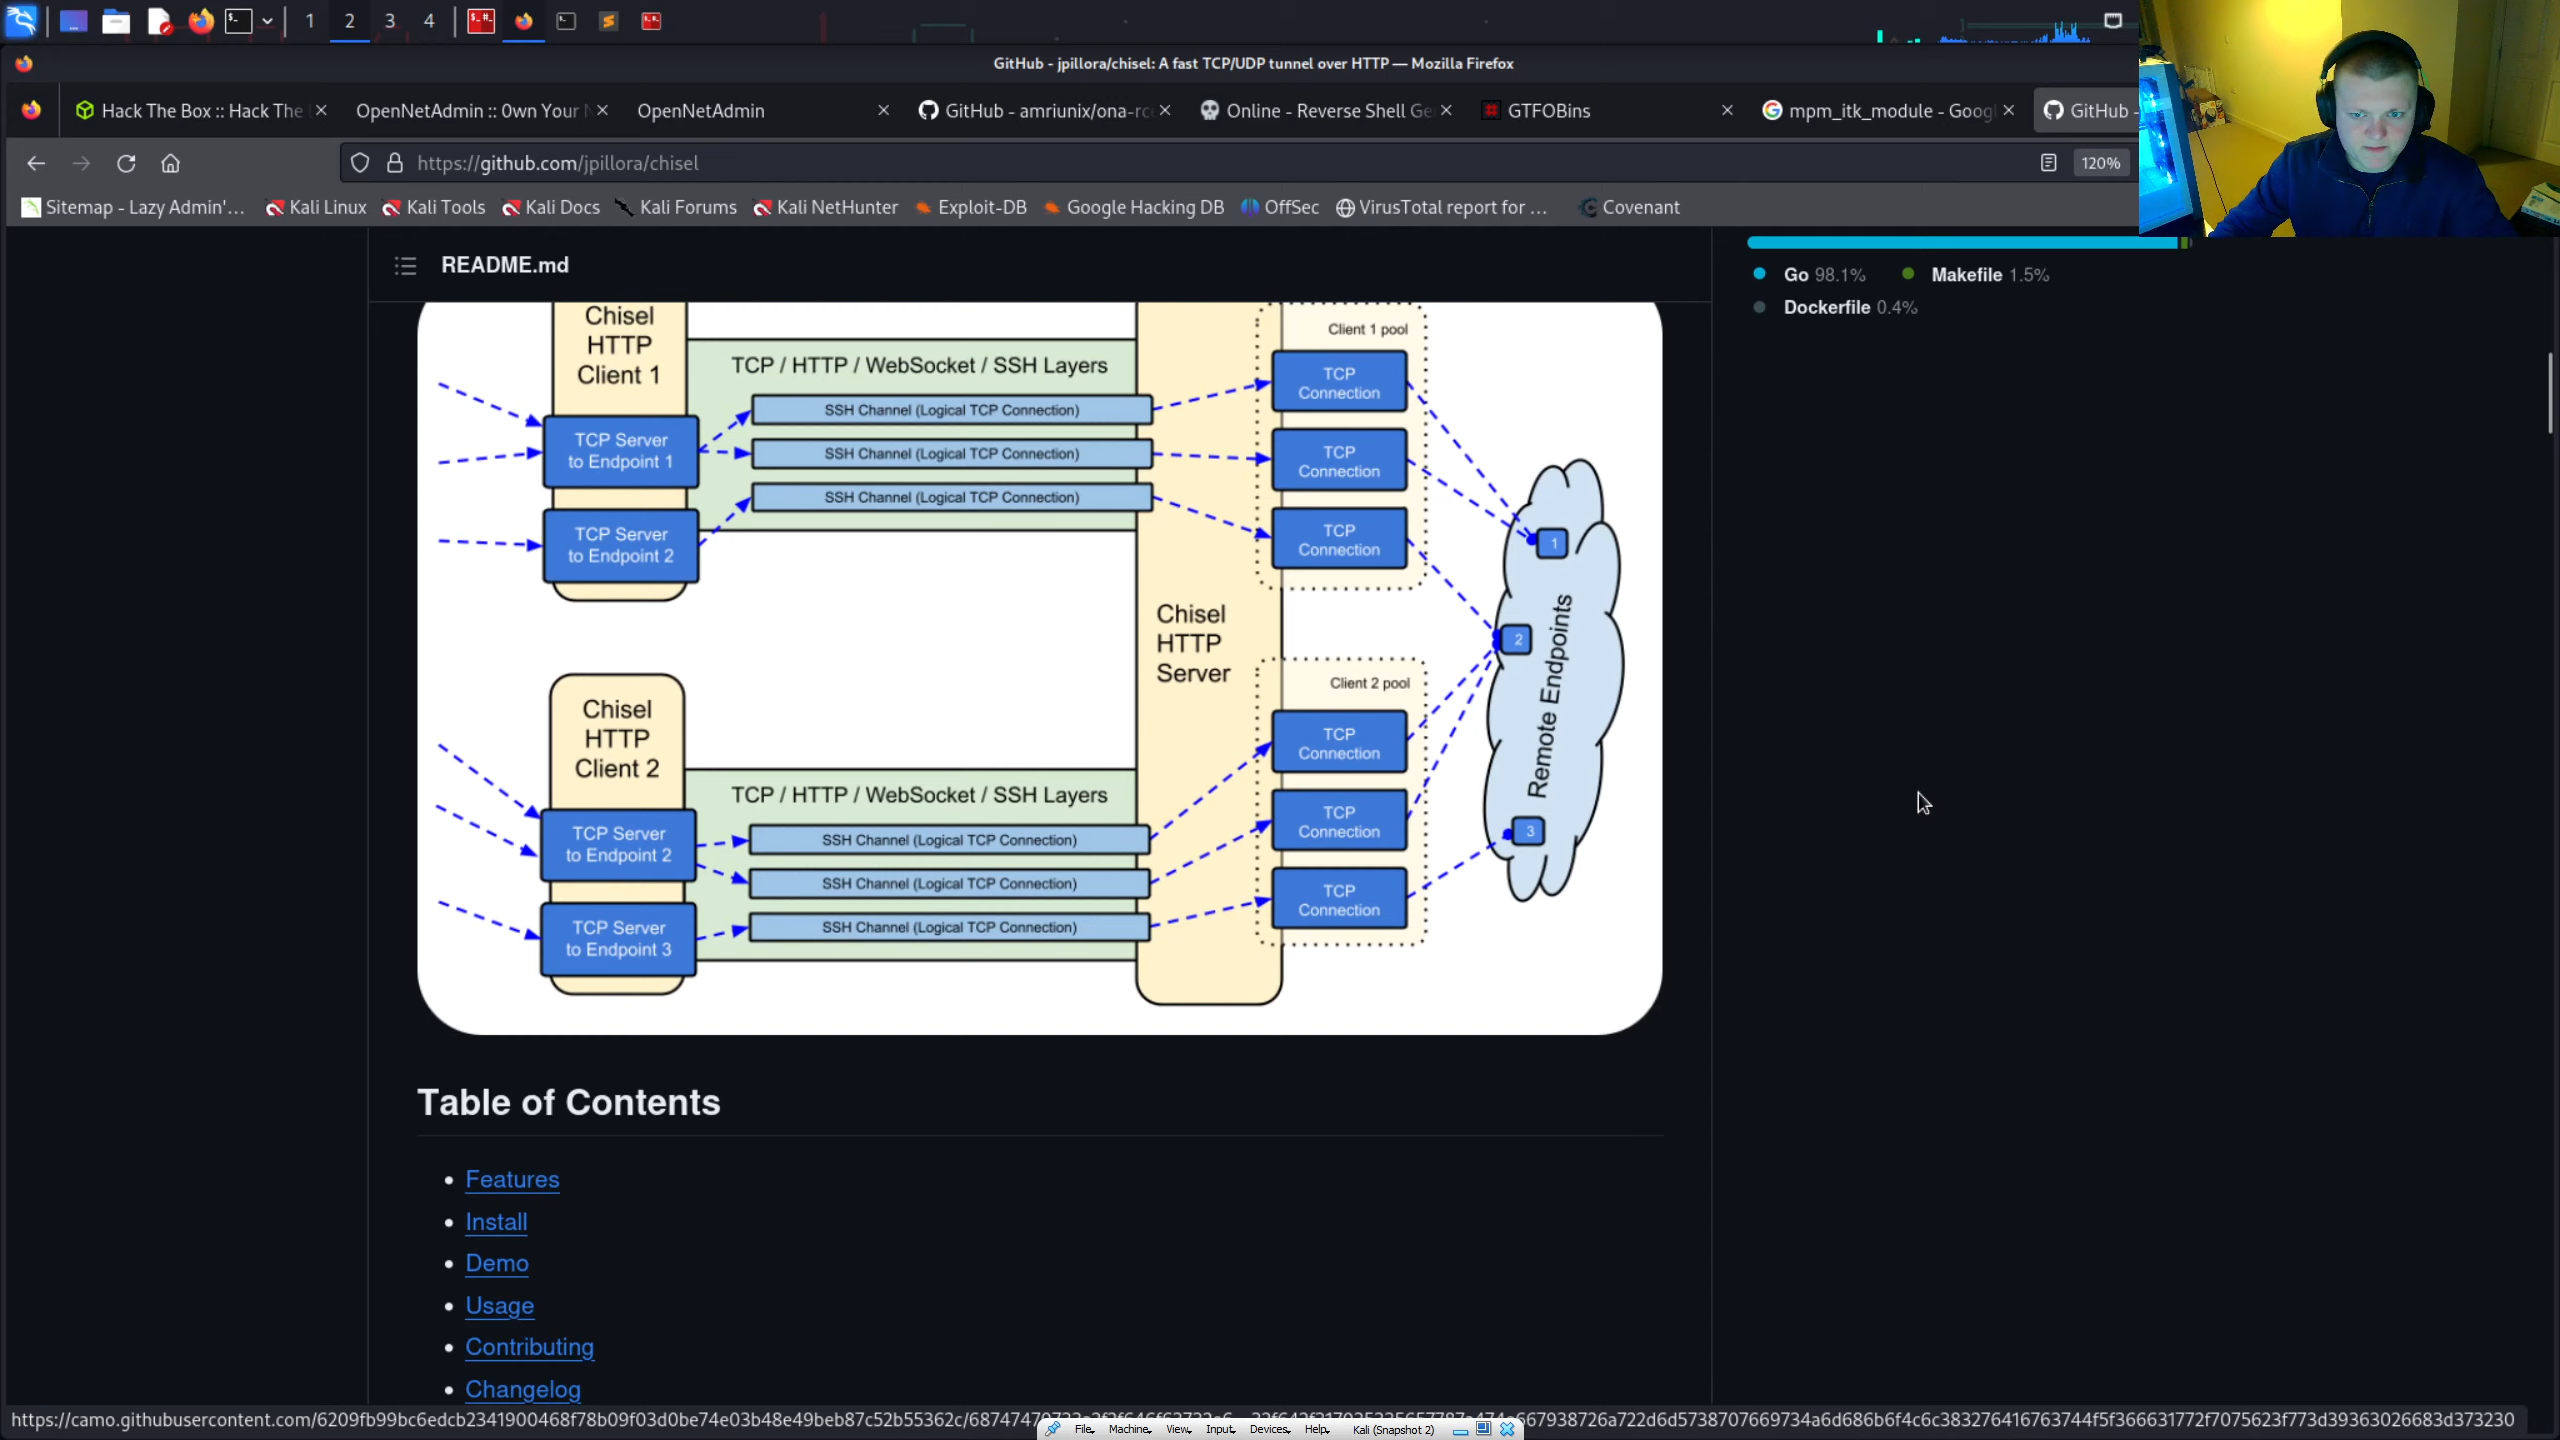 1 2 3 4
GitHub - jpillora/chisel: A fast TCP/UDP tunnel over HTTP — Mozilla Firefox
Hack The Box :: Hack The
OpenNetAdmin :: 0wn Your
OpenNetAdmin
GitHub - amriunix/ona-rc
Online - Reverse Shell Ge
GTFOBins
mpm_itk_module - Goog
GitHub -
https://github.com/jpillora/chisel
120%
Sitemap - Lazy Admin'...
Kali Linux
Kali Tools
Kali Docs
Kali Forums
Kali NetHunter
Exploit-DB
Google Hacking DB
OffSec
VirusTotal report for ...
Covenant
README.md
Go 98.1%
Makefile 1.5%
Dockerfile 0.4%
Chisel
HTTP
Client 1
TCP Server
to Endpoint 1
TCP Server
to Endpoint 2
TCP / HTTP / WebSocket / SSH Layers
SSH Channel (Logical TCP Connection)
SSH Channel (Logical TCP Connection)
SSH Channel (Logical TCP Connection)
Client 1 pool
TCP
Connection
TCP
Connection
TCP
Connection
Chisel
HTTP
Server
1
2
3
Remote Endpoints
Chisel
HTTP
Client 2
TCP Server
to Endpoint 2
TCP Server
to Endpoint 3
TCP / HTTP / WebSocket / SSH Layers
SSH Channel (Logical TCP Connection)
SSH Channel (Logical TCP Connection)
SSH Channel (Logical TCP Connection)
Client 2 pool
TCP
Connection
TCP
Connection
TCP
Connection
Table of Contents
Features
Install
Demo
Usage
Contributing
Changelog
File Machine View Input Devices Help Kali (Snapshot 2)